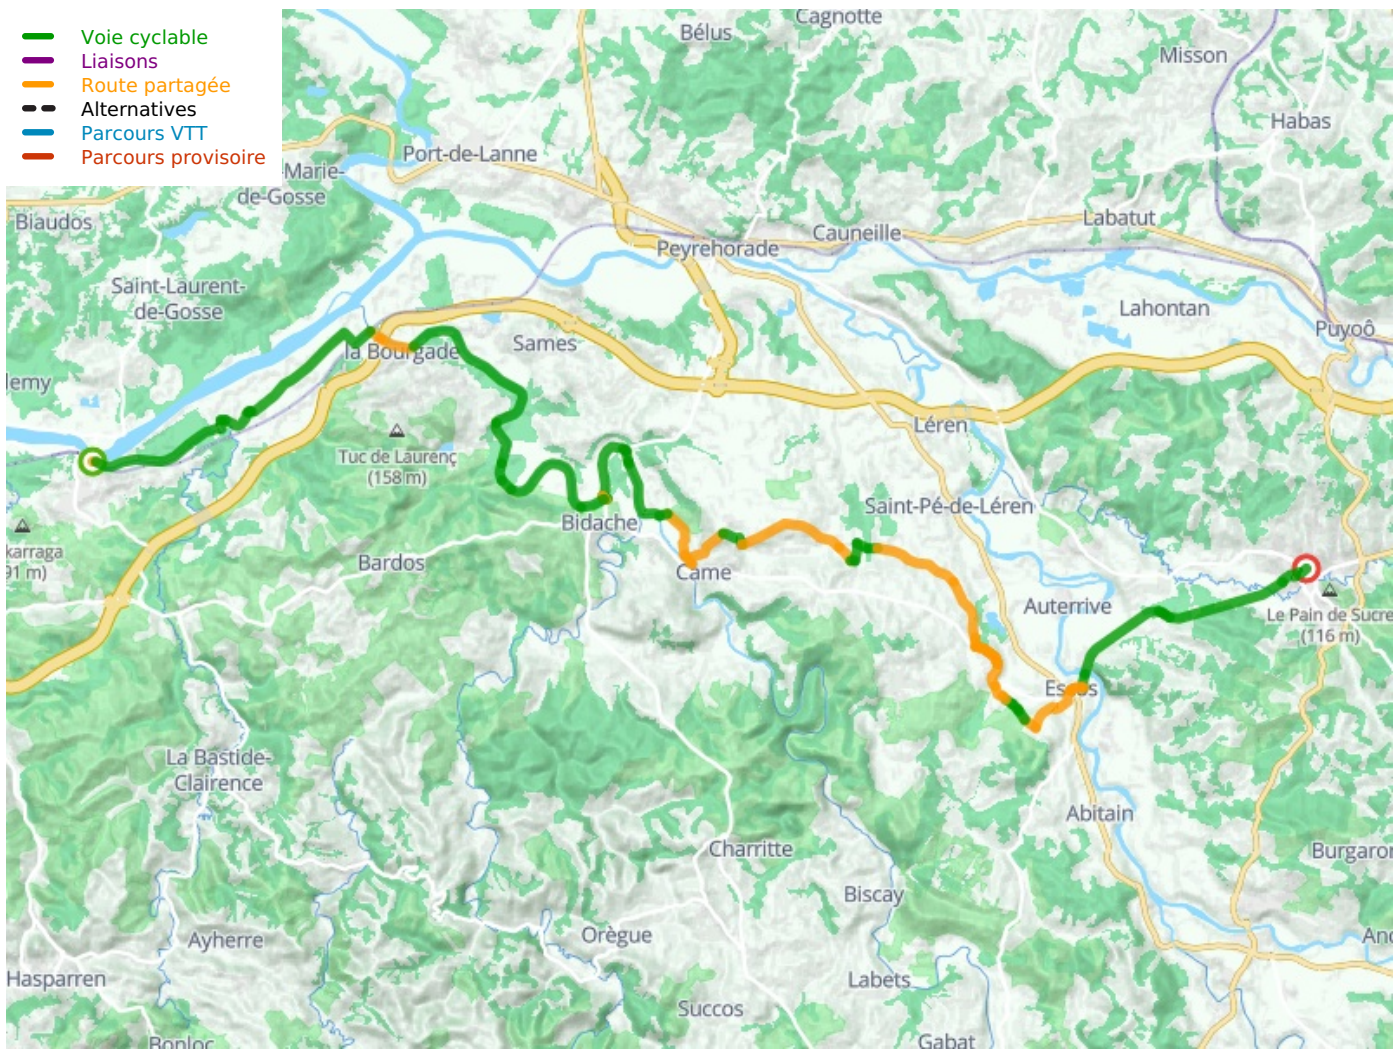 Voie cyclable
Liaisons
Route partagée
Alternatives
Parcours VTT
Parcours provisoire
Cagnotte
Bélus
Misson
Habas
Port-de-Lanne
-Marie-
de-Gosse
Biaudos
Labatut
Cauneille
Peyrehorade
Saint-Laurent-
de-Gosse
Lahontan
Puyoô
la Bourgade
Sames
lemy
Léren
Tuc de Laurenç
(158 m)
Saint-Pé-de-Léren
Bidache
karraga
91 m)
Bardos
Came
Auterrive
Le Pain de Sucre
(116 m)
La Bastide-
Clairence
Abitain
Charritte
Burgaron
Biscay
Ayherre
Orègue
And
Hasparren
Labets
Succos
Gabat
Bonloc